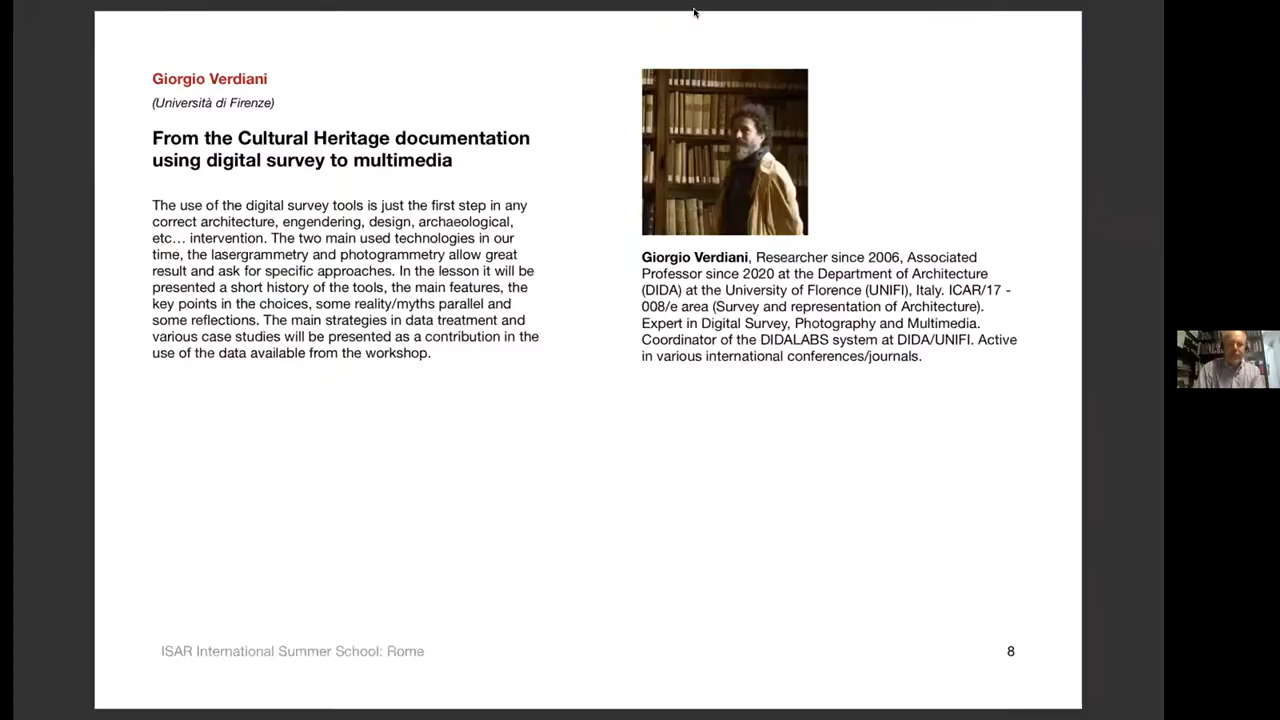 Giorgio Verdiani
(Università di Firenze)
From the Cultural Heritage documentation
using digital survey to multimedia
The use of the digital survey tools is just the first step in any
correct architecture, engendering, design, archaeological,
etc… intervention. The two main used technologies in our
time, the lasergrammetry and photogrammetry allow great
result and ask for specific approaches. In the lesson it will be
presented a short history of the tools, the main features, the
key points in the choices, some reality/myths parallel and
some reflections. The main strategies in data treatment and
various case studies will be presented as a contribution in the
use of the data available from the workshop.
Giorgio Verdiani, Researcher since 2006, Associated
Professor since 2020 at the Department of Architecture
(DIDA) at the University of Florence (UNIFI), Italy. ICAR/17 -
008/e area (Survey and representation of Architecture).
Expert in Digital Survey, Photography and Multimedia.
Coordinator of the DIDALABS system at DIDA/UNIFI. Active
in various international conferences/journals.
ISAR International Summer School: Rome
8